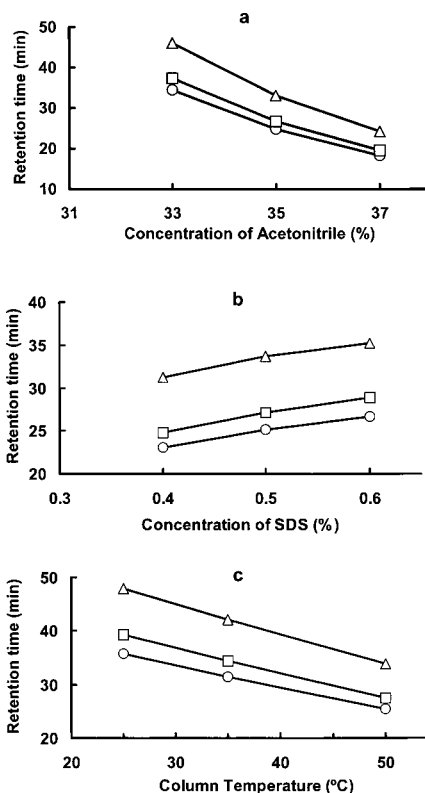 a
Retention time (min)
50
40
30
20
10
31 33 35 37
Concentration of Acetonitrile (%)
b
Retention time (min)
40
35
30
25
20
0.3 0.4 0.5 0.6
Concentration of SDS (%)
c
Retention time (min)
50
40
30
20
20 30 40 50
Column Temperature (ºC)